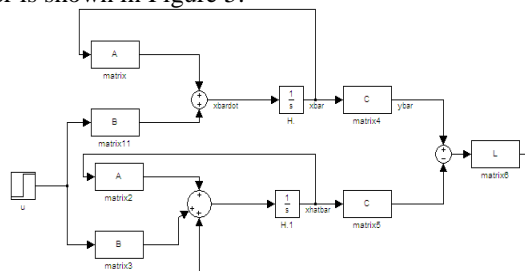 er is shown in Figure 3.
A
matrix
+
+
xbardot
1
s
H.
xbar
C
matrix4
ybar
B
matrix11
+
−
L
matrix6
u
A
matrix2
+
+
+
1
s
H.1
xhatbar
C
matrix5
B
matrix3